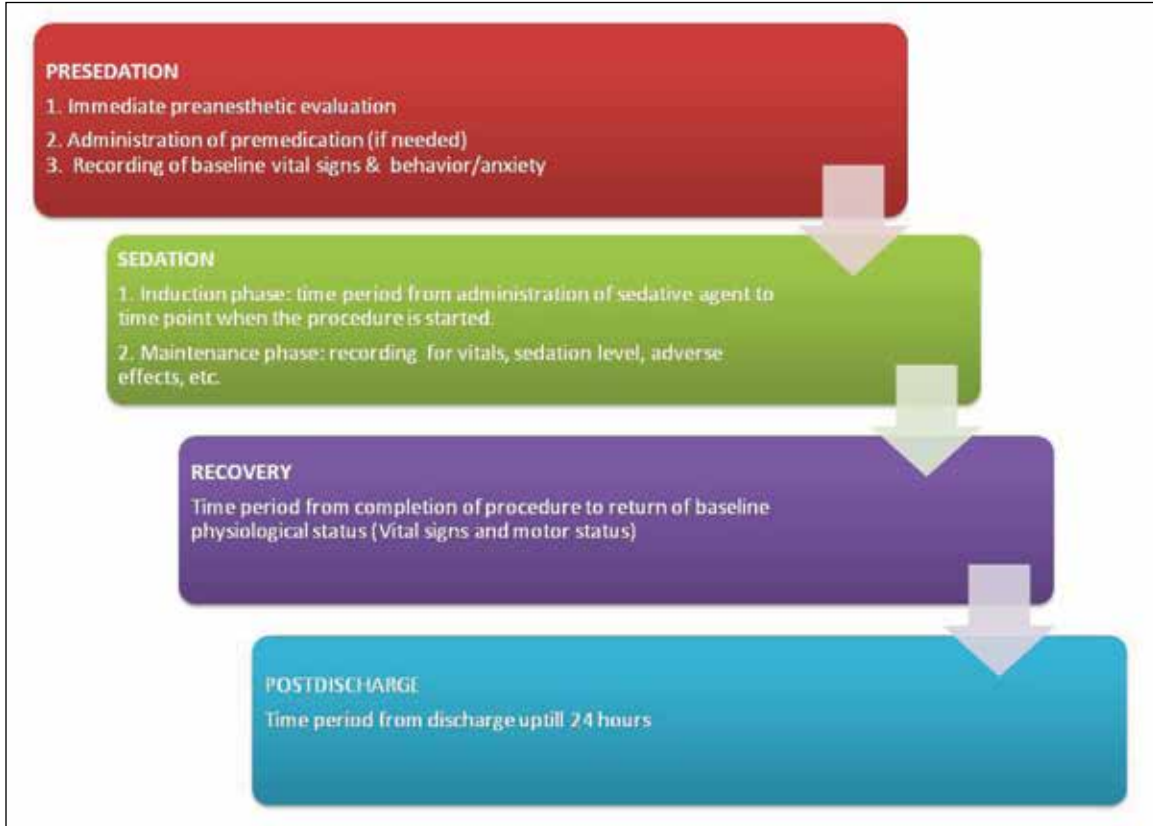 PRESEDATION
1. Immediate preanesthetic evaluation
2. Administration of premedication (if needed)
3. Recording of baseline vital signs & behavior/anxiety
SEDATION
1. Induction phase: time period from administration of sedative agent to
time point when the procedure is started.
2. Maintenance phase: recording for vitals, sedation level, adverse
effects, etc.
RECOVERY
Time period from completion of procedure to return of baseline
physiological status (Vital signs and motor status)
POSTDISCHARGE
Time period from discharge uptill 24 hours